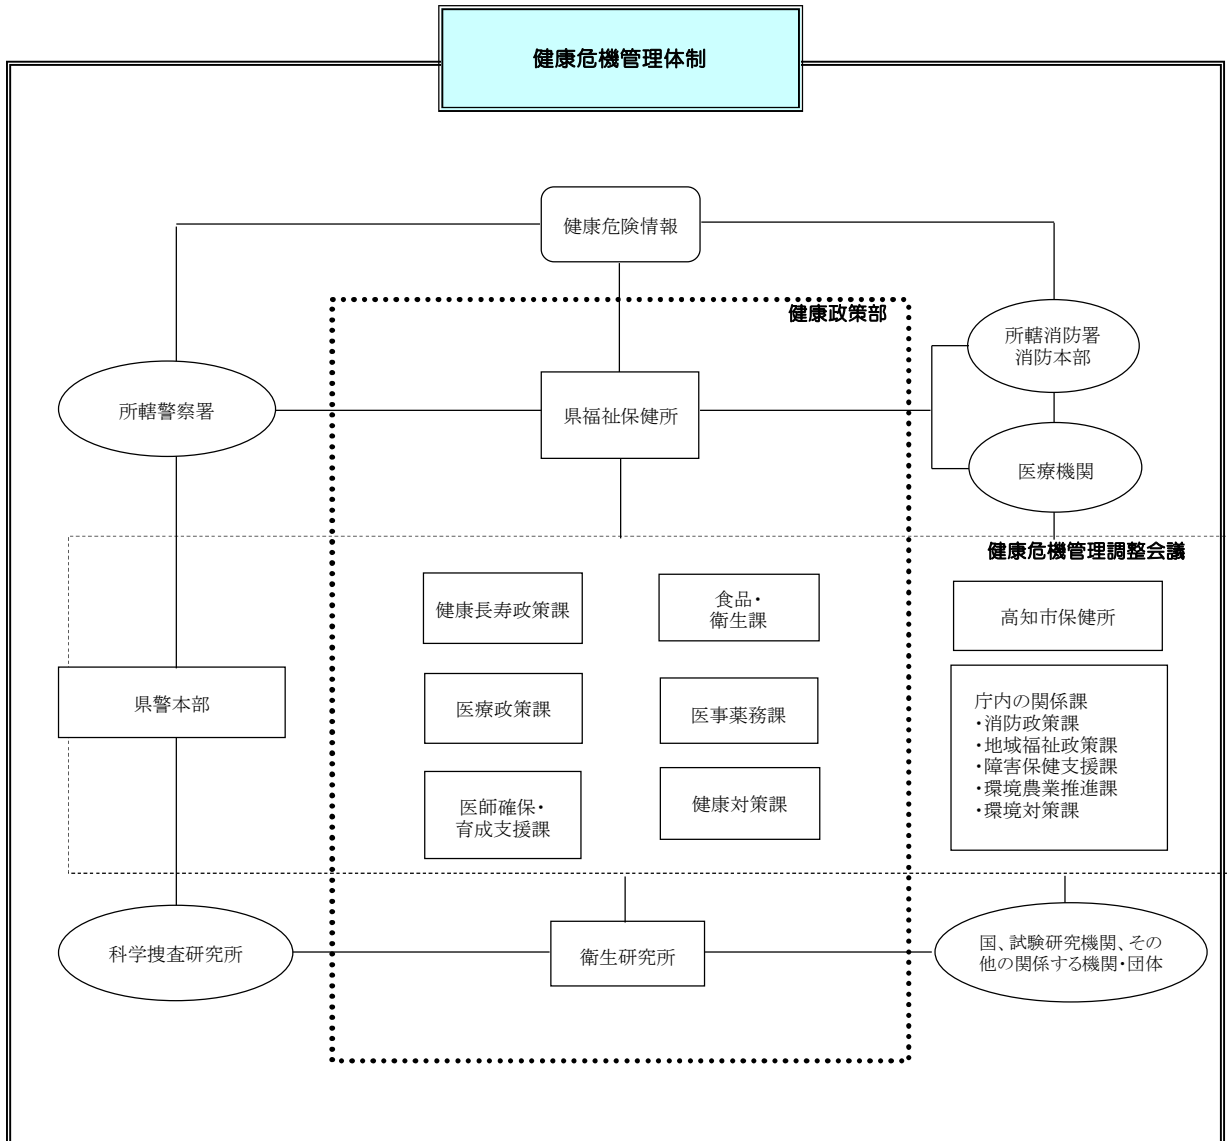 健康危機管理体制
健康危険情報
健康政策部
所轄消防署
消防本部
所轄警察署
県福祉保健所
医療機関
健康危機管理調整会議
健康長寿政策課
食品・
衛生課
高知市保健所
県警本部
医療政策課
医事薬務課
庁内の関係課
・消防政策課
・地域福祉政策課
・障害保健支援課
・環境農業推進課
・環境対策課
医師確保・
育成支援課
健康対策課
科学捜査研究所
衛生研究所
国、試験研究機関、その
他の関係する機関・団体